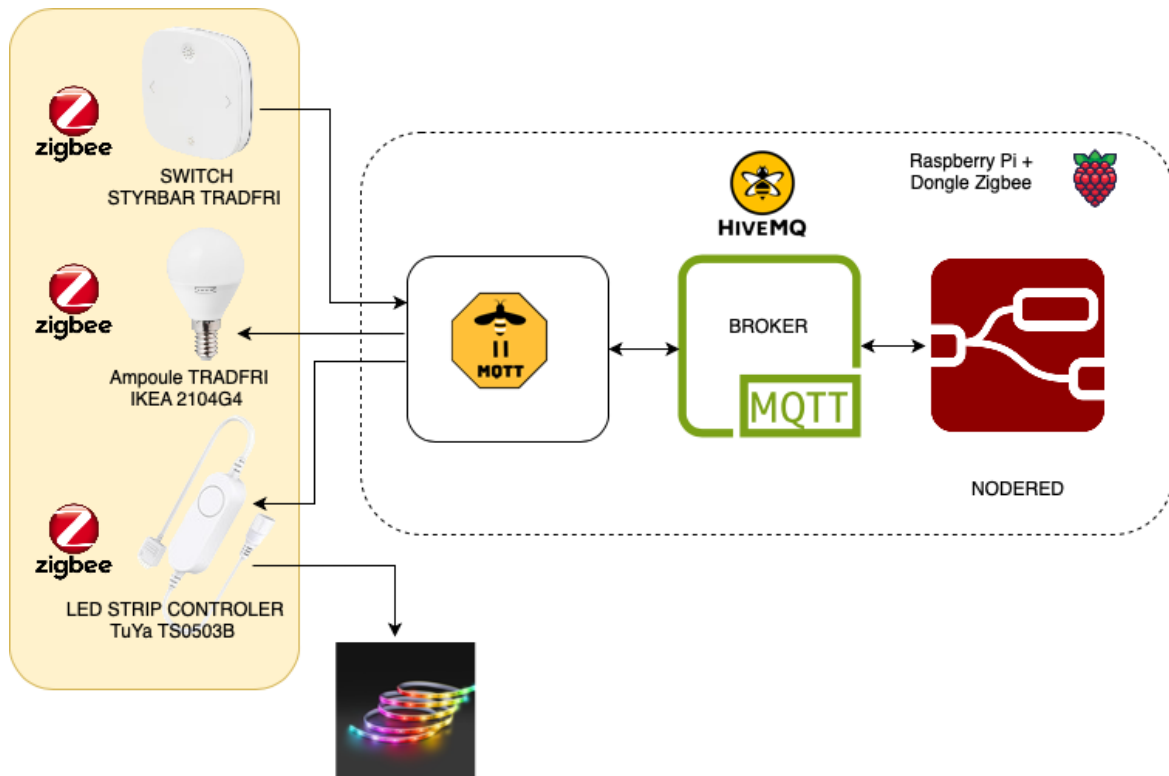 zigbee
SWITCH
STYRBAR TRADFRI
zigbee
Ampoule TRADFRI
IKEA 2104G4
zigbee
LED STRIP CONTROLER
TuYa TS0503B
MQTT
HIVEMQ
BROKER
MQTT
Raspberry Pi +
Dongle Zigbee
NODERED